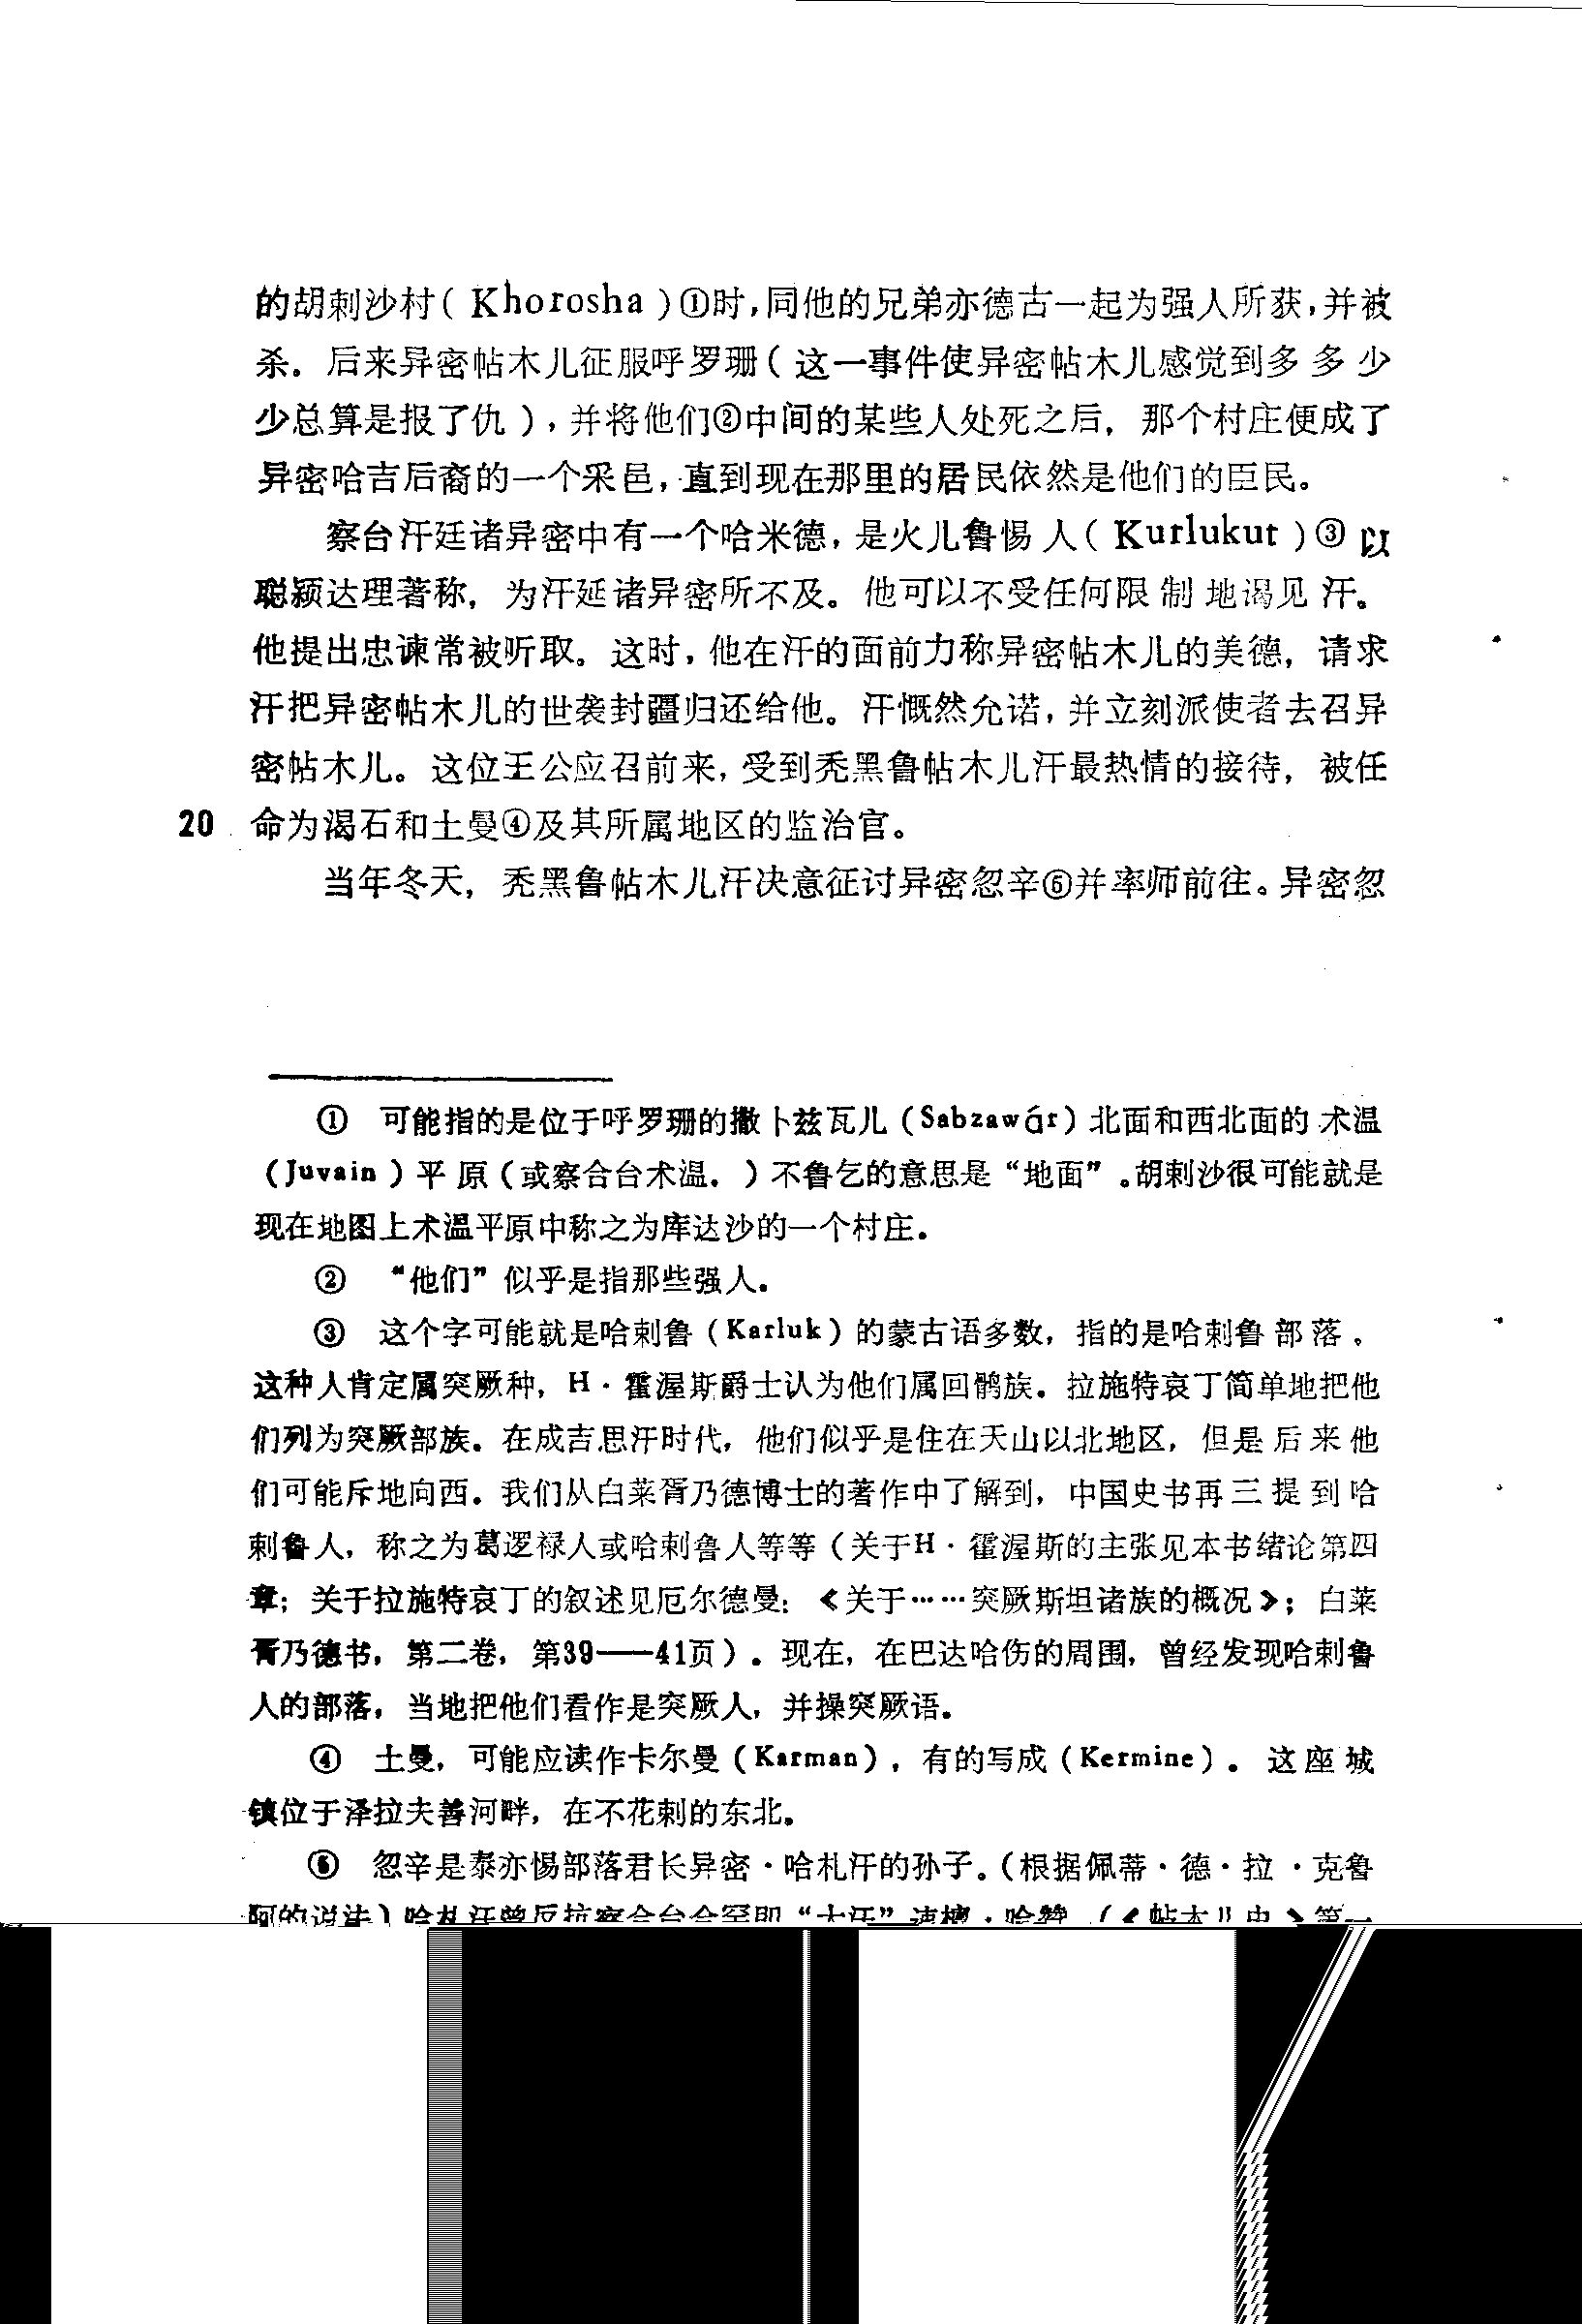 的胡刺沙村( Khorosha )①时,同他的兄弟亦德古一起为强人所获,并被
杀。后来异密帖木儿征服呼罗珊( 这一事件使异密帖木儿感觉到多多少
少总算是报了仇 ),并将他们②中间的某些人处死之后,那个村庄便成了
异密哈吉后裔的一个采邑,直到现在那里的居民依然是他们的臣民。
察台汗廷诸异密中有一个哈米德,是火儿鲁惕人( Kurlukut )③以
聪颖达理著称,为汗延诸异密所不及。他可以不受任何限制地谒见汗。
他提出忠谏常被听取。这时,他在汗的面前力称异密帖木儿的美德,请求
汗把异密帖木儿的世袭封疆归还给他。汗慨然允诺,并立刻派使者去召异
密帖木儿。这位王公应召前来,受到秃黑鲁帖木儿汗最热情的接待,被任
20 命为渴石和土曼④及其所属地区的监治官。
当年冬天,秃黑鲁帖木儿汗决意征讨异密忽辛⑤并率师前往。异密忽
① 可能指的是位于呼罗珊的撒卜兹瓦儿(Sabzawár)北面和西北面的术温
(Juvain)平原(或察合台术温。)不鲁乞的意思是“地面”。胡刺沙很可能就是
现在地图上术温平原中称之为库达沙的一个村庄。
② “他们”似乎是指那些强人。
③ 这个字可能就是哈刺鲁(Karluk)的蒙古语多数,指的是哈刺鲁部落。
这种人肯定属突厥种,H·霍渥斯爵士认为他们属回鹘族。拉施特哀丁简单地把他
们列为突厥部族。在成吉思汗时代,他们似乎是住在天山以北地区,但是后来他
们可能斥地向西。我们从白莱胥乃德博士的著作中了解到,中国史书再三提到哈
刺鲁人,称之为葛逻禄人或哈刺鲁人等等(关于H·霍渥斯的主张见本书绪论第四
章;关于拉施特哀丁的叙述见厄尔德曼:《关于……突厥斯坦诸族的概况》;白莱
胥乃德书,第二卷,第39——41页)。现在,在巴达哈伤的周围,曾经发现哈刺鲁
人的部落,当地把他们看作是突厥人,并操突厥语。
④ 土曼,可能应读作卡尔曼(Karman),有的写成(Kermine)。这座城
镇位于泽拉夫善河畔,在不花刺的东北。
⑤ 忽辛是泰亦惕部落君长异密·哈札汗的孙子。(根据佩蒂·德·拉·克鲁
阿的说法)哈札汗曾反抗察合台合罕即“大汗”速檀·哈赞(《帖木儿史》第一